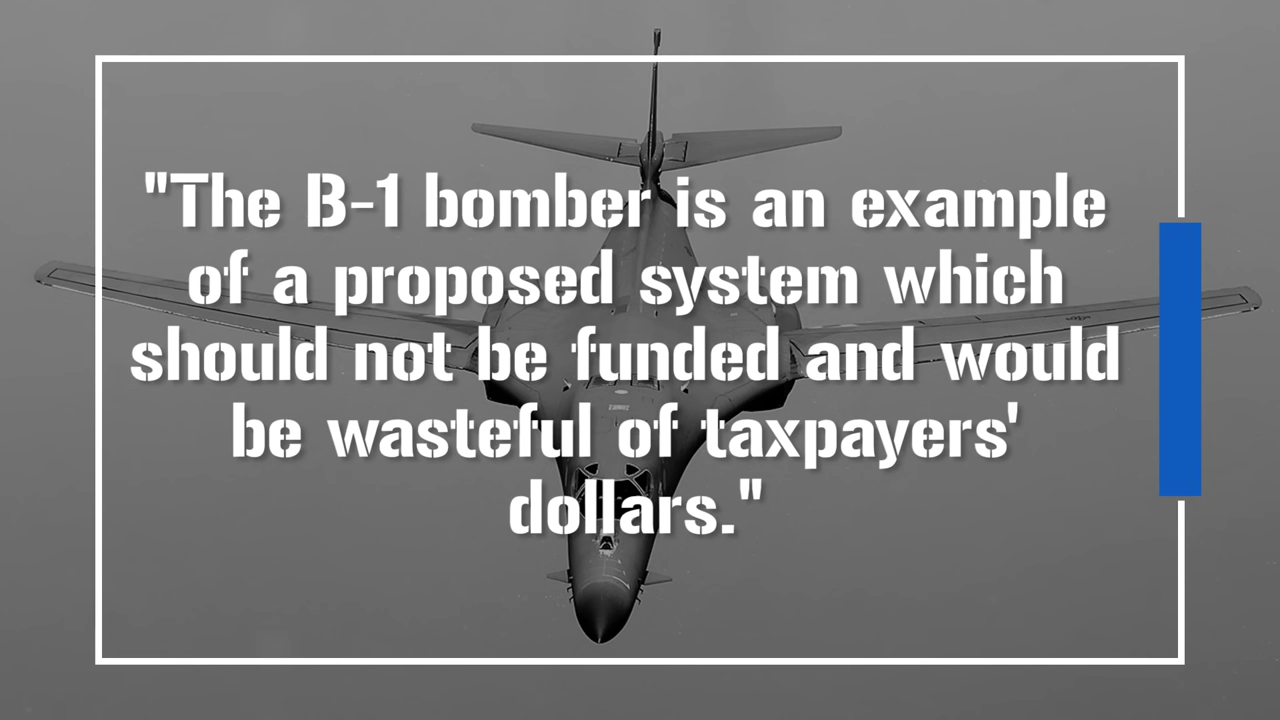 "The B-1 bomber is an example
of a proposed system which
should not be funded and would
be wasteful of taxpayers'
dollars."